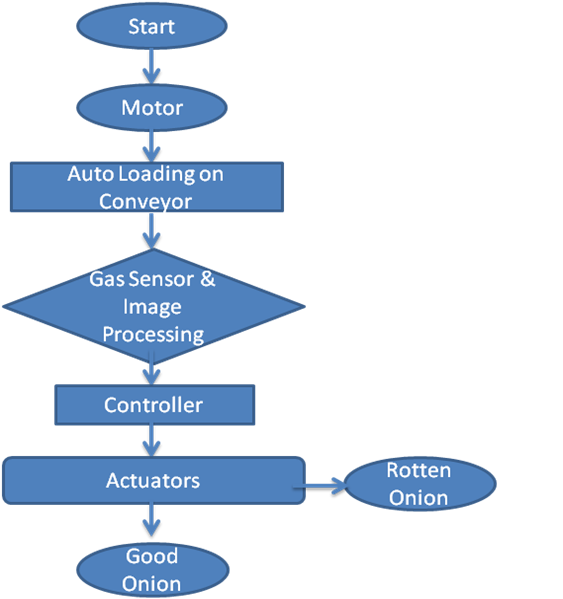 Start
Motor
Auto Loading on
Conveyor
Gas Sensor &
Image
Processing
Controller
Actuators
Rotten
Onion
Good
Onion